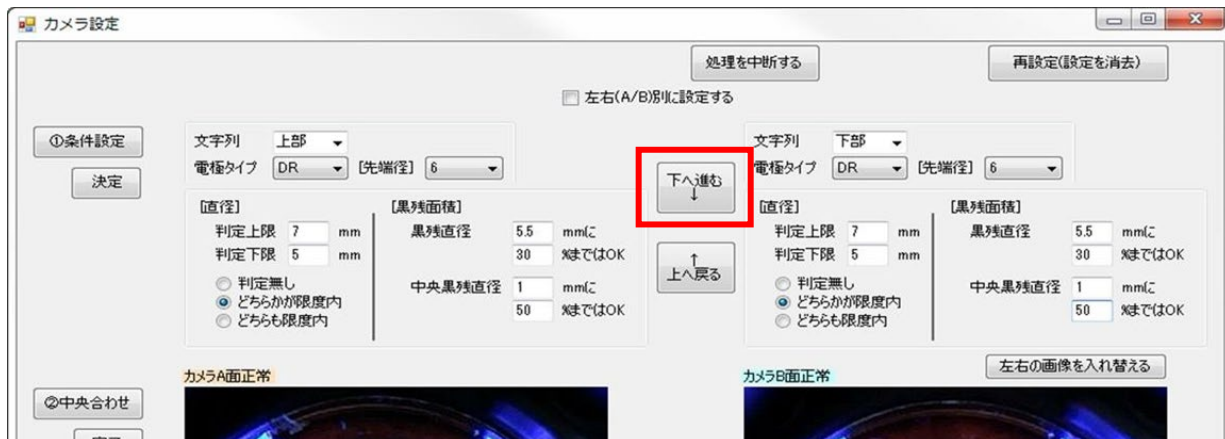 カメラ設定
処理を中断する
再設定(設定を消去)
左右(A/B)別に設定する
①条件設定
決定
文字列 上部
電極タイプ DR [先端径] 6
[直径]
判定上限 7 mm
判定下限 5 mm
判定無し
どちらかが限度内
どちらも限度内
[黒残面積]
黒残直径 5.5 mmに
30 %まではOK
中央黒残直径 1 mmに
50 %まではOK
下へ進む
↓
↑
上へ戻る
文字列 下部
電極タイプ DR [先端径] 6
[直径]
判定上限 7 mm
判定下限 5 mm
判定無し
どちらかが限度内
どちらも限度内
[黒残面積]
黒残直径 5.5 mmに
30 %まではOK
中央黒残直径 1 mmに
50 %まではOK
カメラA面正常
カメラB面正常
左右の画像を入れ替える
②中央合わせ